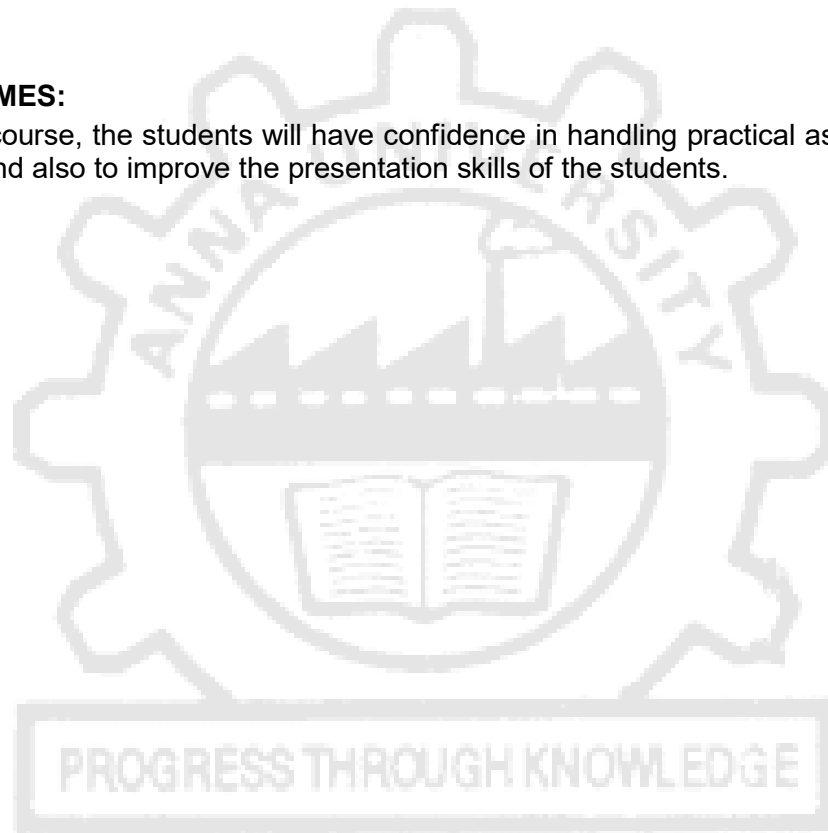 MES:
course, the students will have confidence in handling practical as
nd also to improve the presentation skills of the students.
ANNA UNIVERSITY
PROGRESS THROUGH KNOWLEDGE